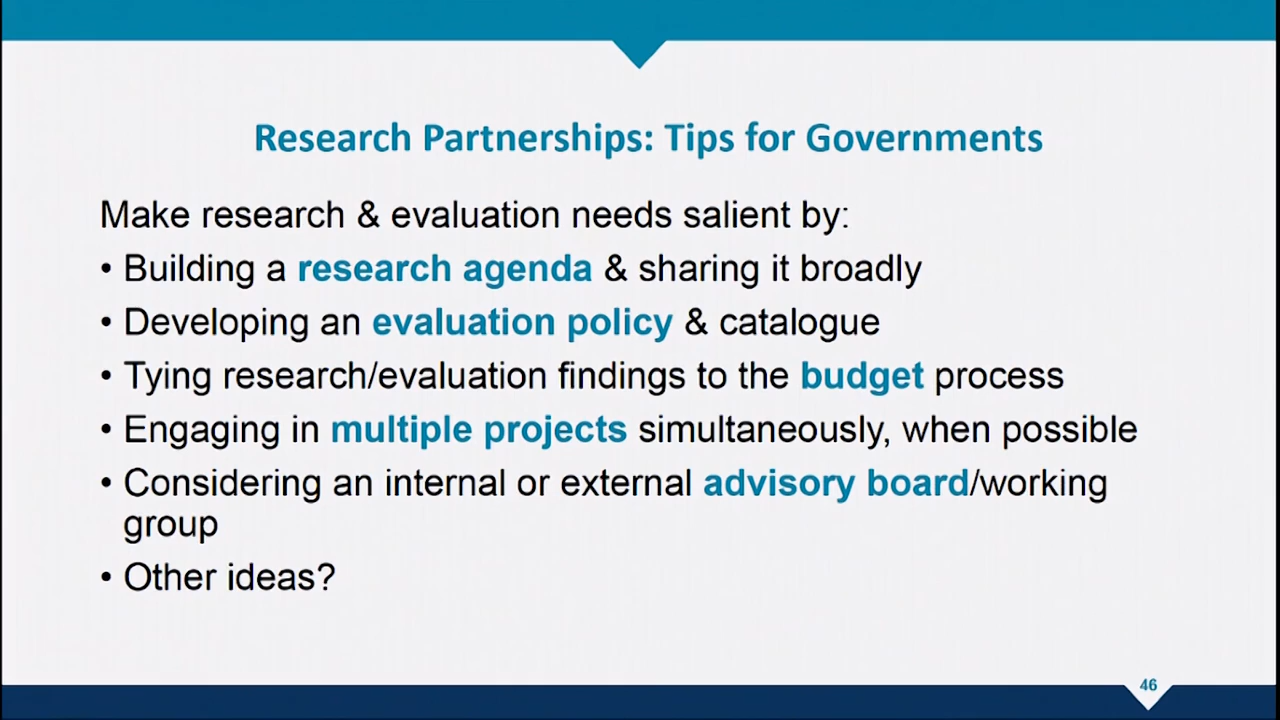 Research Partnerships: Tips for Governments
Make research & evaluation needs salient by:
• Building a research agenda & sharing it broadly
• Developing an evaluation policy & catalogue
• Tying research/evaluation findings to the budget process
• Engaging in multiple projects simultaneously, when possible
• Considering an internal or external advisory board/working
group
• Other ideas?
46